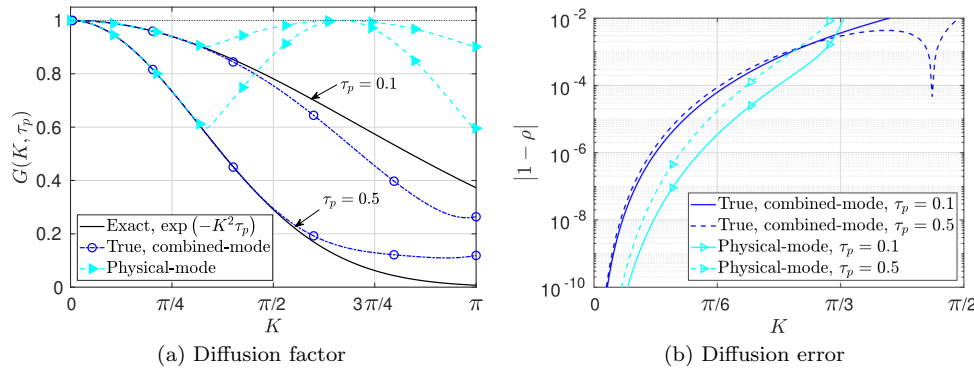 1
0.8
0.6
0.4
0.2
0
G(K, τp)
τp = 0.1
τp = 0.5
Exact, exp (−K²τp)
True, combined-mode
Physical-mode
0 π/4 π/2 3π/4 π
K
(a) Diffusion factor
10⁻²
10⁻⁴
10⁻⁶
10⁻⁸
10⁻¹⁰
|1 − ρ|
True, combined-mode, τp = 0.1
True, combined-mode, τp = 0.5
Physical-mode, τp = 0.1
Physical-mode, τp = 0.5
0 π/6 π/3 π/2
K
(b) Diffusion error